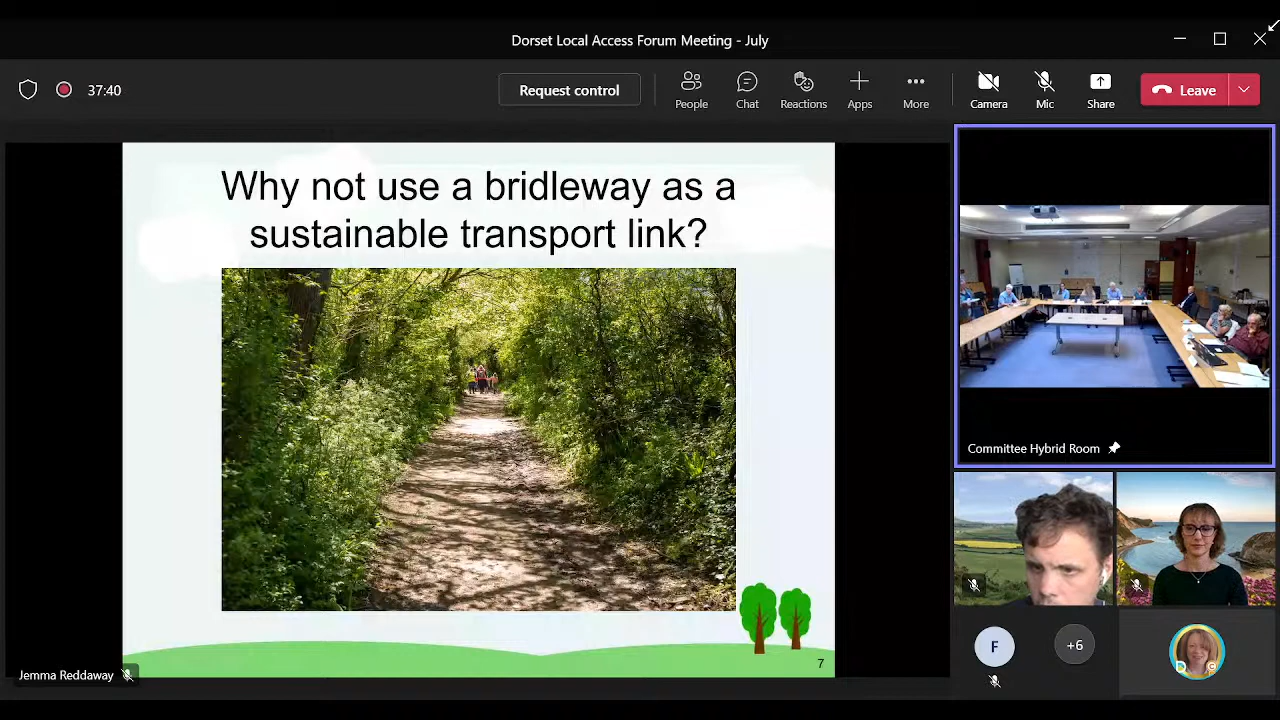 Dorset Local Access Forum Meeting - July
37:40
Request control
People
Chat
Reactions
Apps
More
Camera
Mic
Share
Leave
Why not use a bridleway as a
sustainable transport link?
7
Jemma Reddaway
Committee Hybrid Room
F
+6